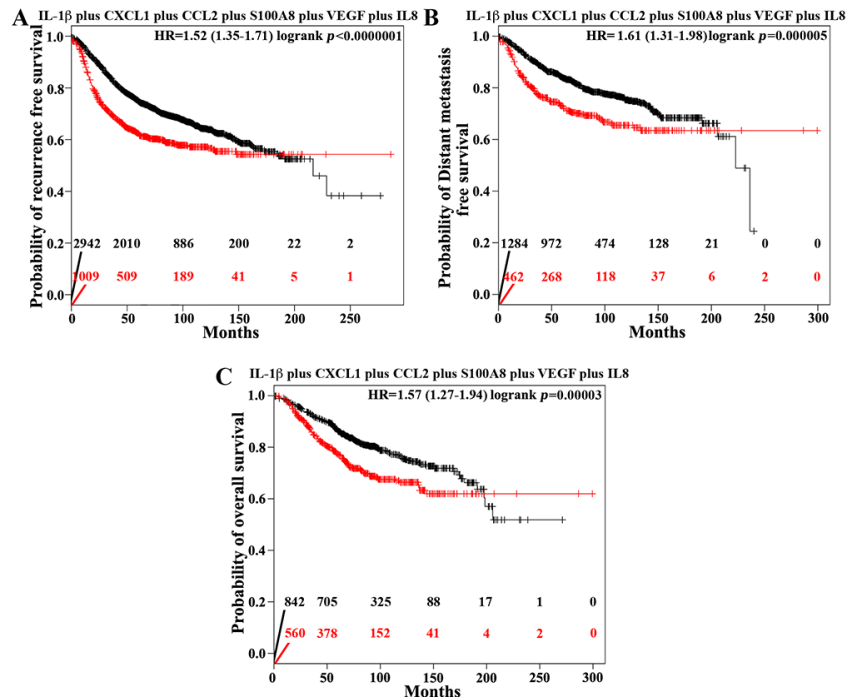 A
IL-1β plus CXCL1 plus CCL2 plus S100A8 plus VEGF plus IL8
HR=1.52 (1.35-1.71) logrank p<0.0000001
Probability of recurrence free survival
1.0
0.8
0.6
0.4
0.2
0.0
2942 2010 886 200 22 2
1009 509 189 41 5 1
0 50 100 150 200 250
Months
B
IL-1β plus CXCL1 plus CCL2 plus S100A8 plus VEGF plus IL8
HR=1.61 (1.31-1.98)logrank p=0.000005
Probability of Distant metastasis
free survival
1.0
0.8
0.6
0.4
0.2
0.0
1284 972 474 128 21 0 0
462 268 118 37 6 2 0
0 50 100 150 200 250 300
Months
C
IL-1β plus CXCL1 plus CCL2 plus S100A8 plus VEGF plus IL8
HR=1.57 (1.27-1.94) logrank p=0.00003
Probability of overall survival
1.0
0.8
0.6
0.4
0.2
0.0
842 705 325 88 17 1 0
560 378 152 41 4 2 0
0 50 100 150 200 250 300
Months